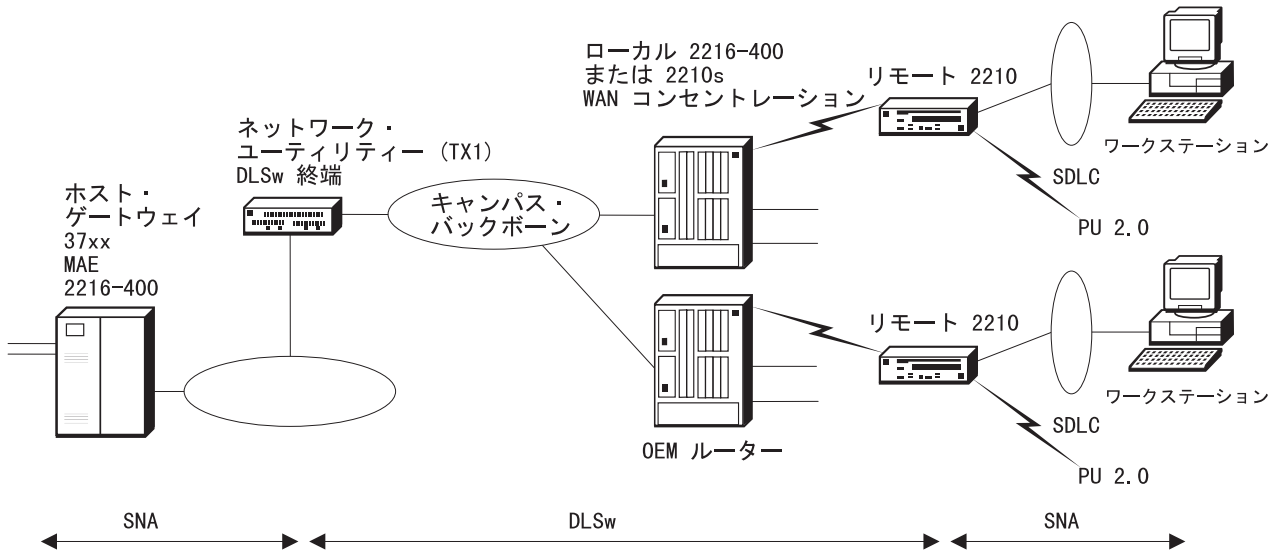 ローカル 2216-400
または 2210s
WAN コンセントレーション
リモート 2210
ワークステーション
ネットワーク・
ユーティリティー (TX1)
DLSw 終端
SDLC
ホスト・
ゲートウェイ
37xx
MAE
2216-400
キャンパス・
バックボーン
PU 2.0
リモート 2210
ワークステーション
SDLC
OEM ルーター
PU 2.0
SNA
DLSw
SNA